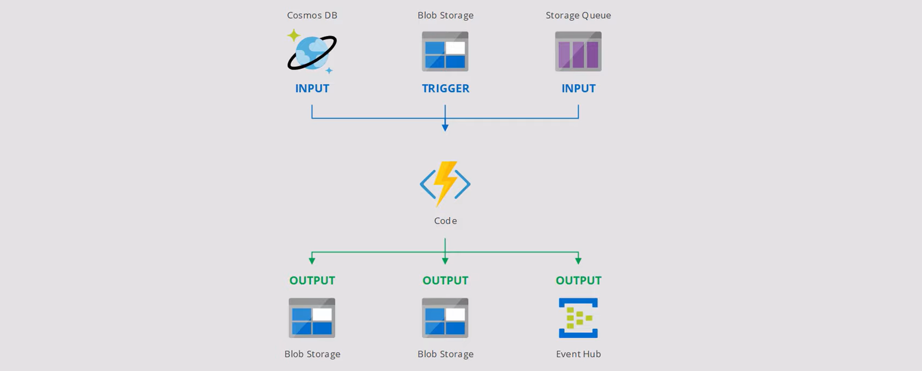 Cosmos DB
Blob Storage
Storage Queue
INPUT
TRIGGER
INPUT
Code
OUTPUT
OUTPUT
OUTPUT
Blob Storage
Blob Storage
Event Hub